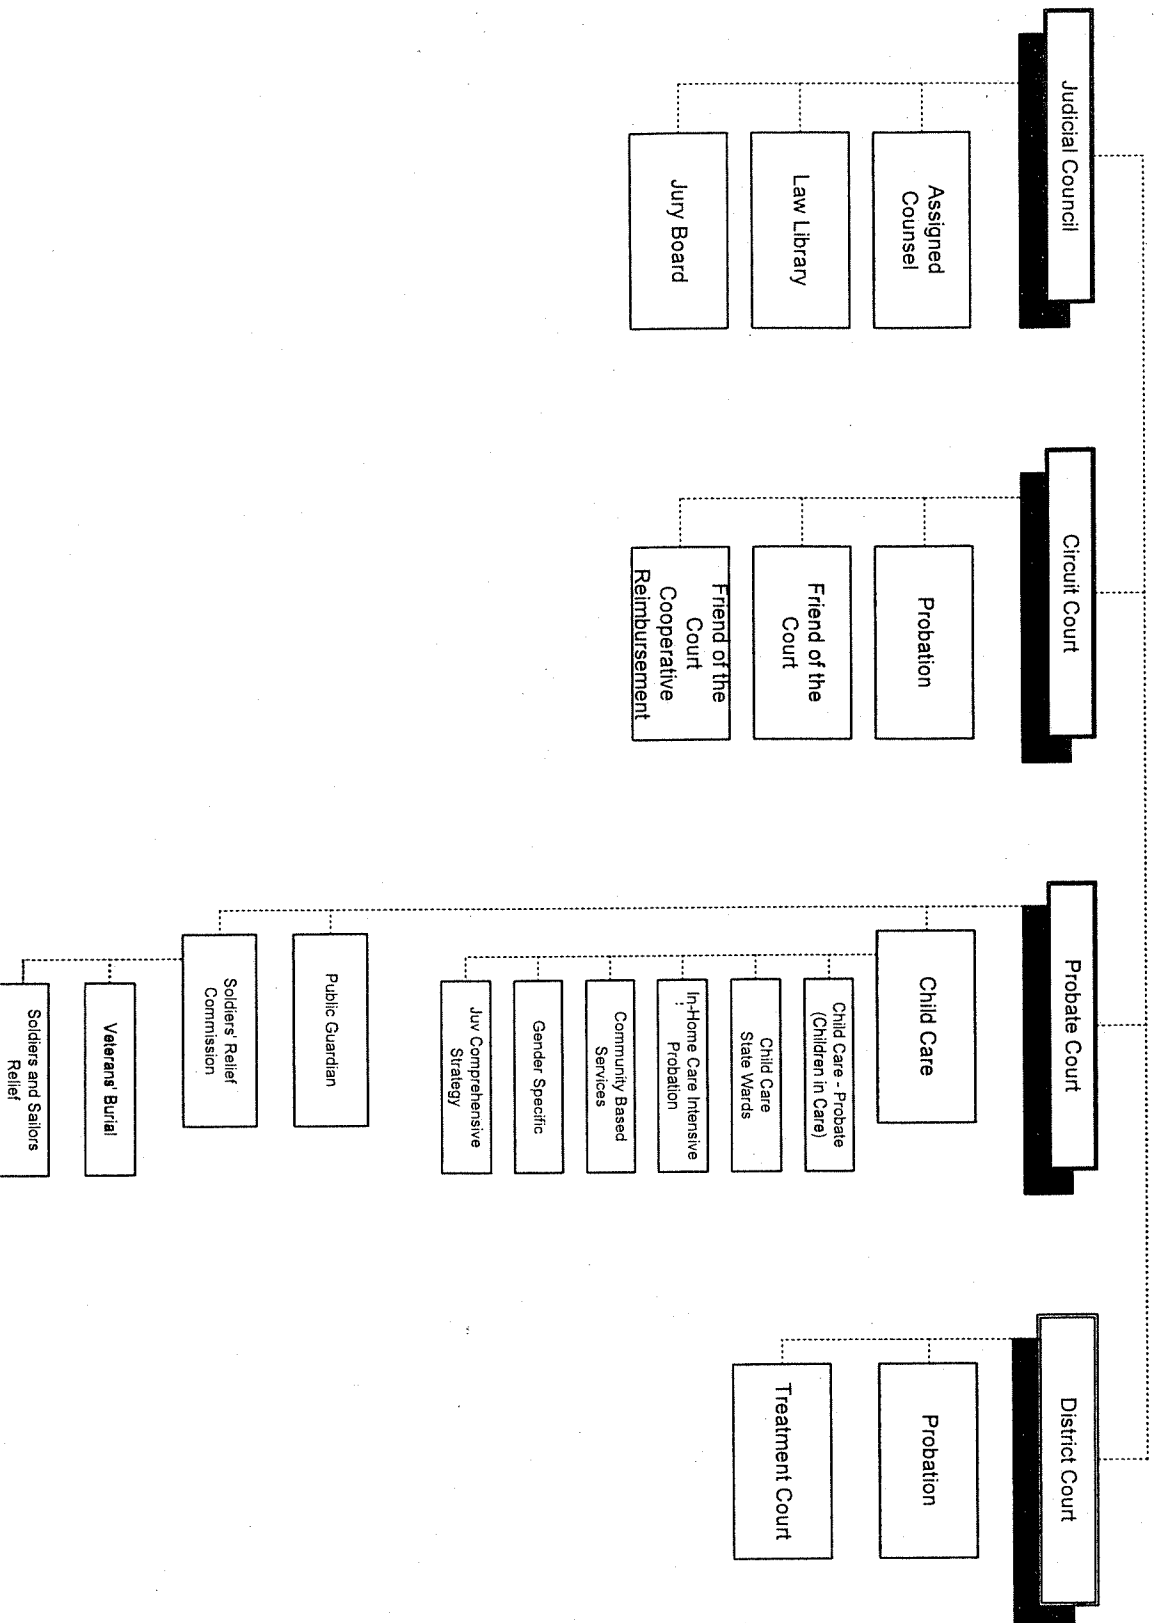 Judicial Council
Assigned
Counsel
Law Library
Jury Board
Circuit Court
Probation
Friend of the
Court
Friend of the
Court
Cooperative
Reimbursement
Probate Court
Child Care
Child Care - Probate
(Children in Care)
Child Care
State Wards
In-Home Care Intensive
Probation
Community Based
Services
Gender Specific
Juv Comprehensive
Strategy
Public Guardian
Soldiers' Relief
Commission
Veterans' Burial
Soldiers and Sailors
Relief
District Court
Probation
Treatment Court